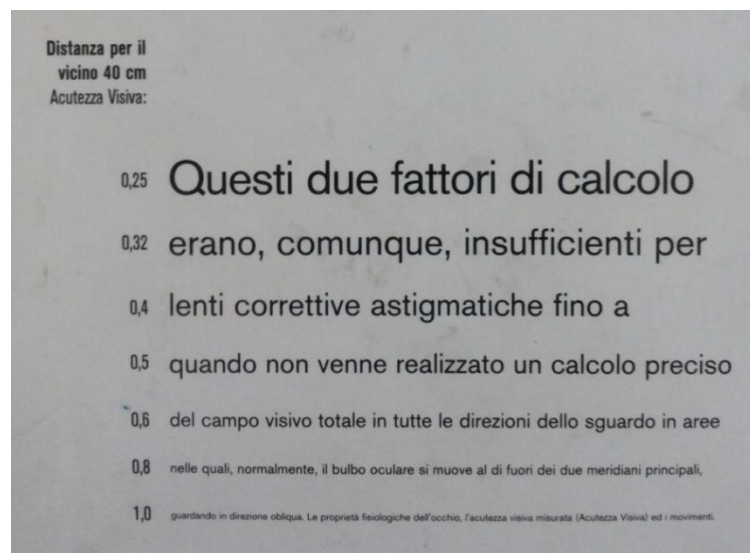 Distanza per il
vicino 40 cm
Acutezza Visiva:
0,25 Questi due fattori di calcolo
0,32 erano, comunque, insufficienti per
0,4 lenti correttive astigmatiche fino a
0,5 quando non venne realizzato un calcolo preciso
0,6 del campo visivo totale in tutte le direzioni dello sguardo in aree
0,8 nelle quali, normalmente, il bulbo oculare si muove al di fuori dei due meridiani principali,
1,0 guardando in direzione obliqua. Le proprietà fisiologiche dell'occhio, l'acutezza visiva misurata (Acutezza Visiva) ed i movimenti.